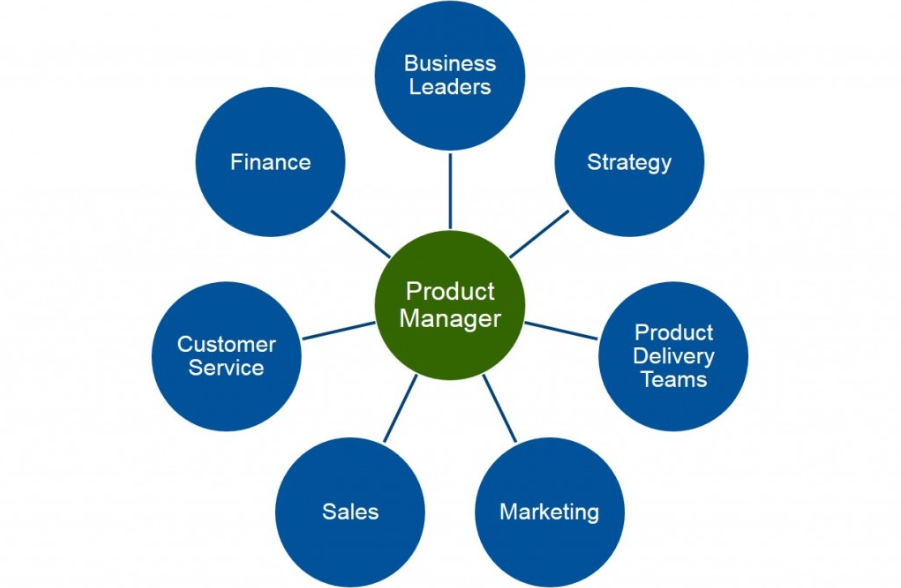 Business
Leaders
Finance
Strategy
Product
Manager
Customer
Service
Product
Delivery
Teams
Sales
Marketing